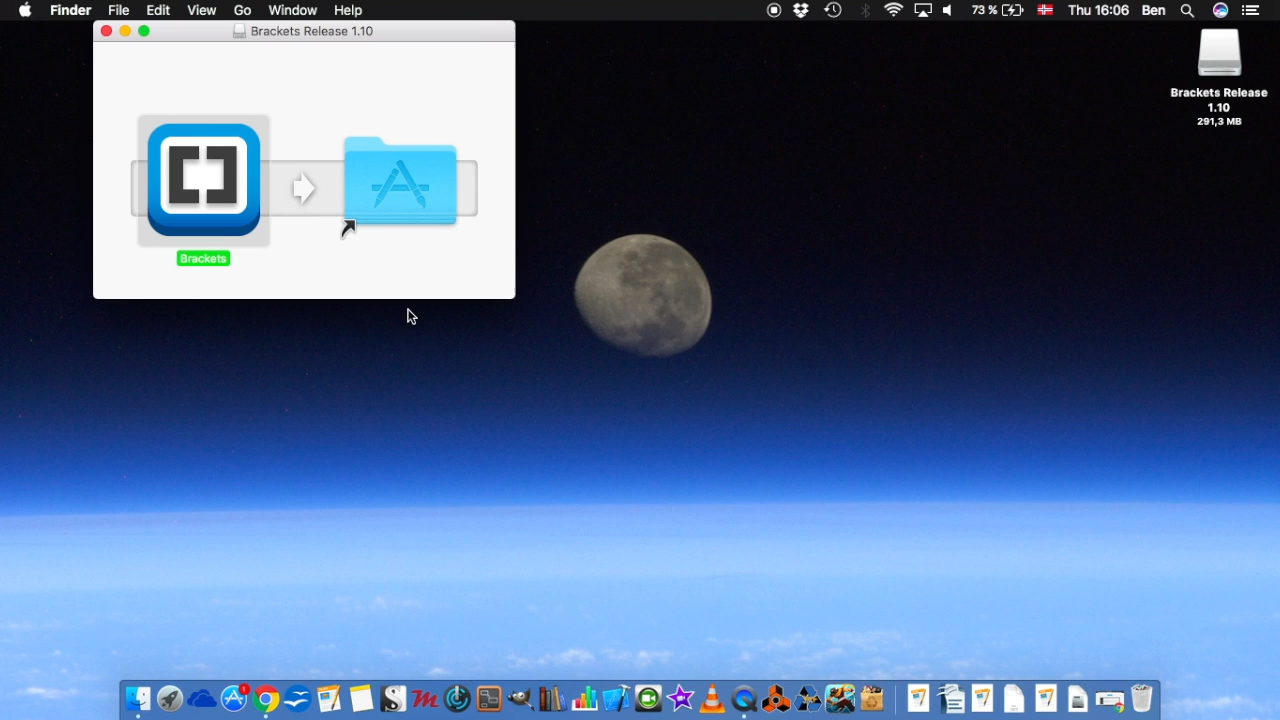 Finder File Edit View Go Window Help 73 % Thu 16:06 Ben
Brackets Release 1.10
Brackets
Brackets Release
1.10
291,3 MB